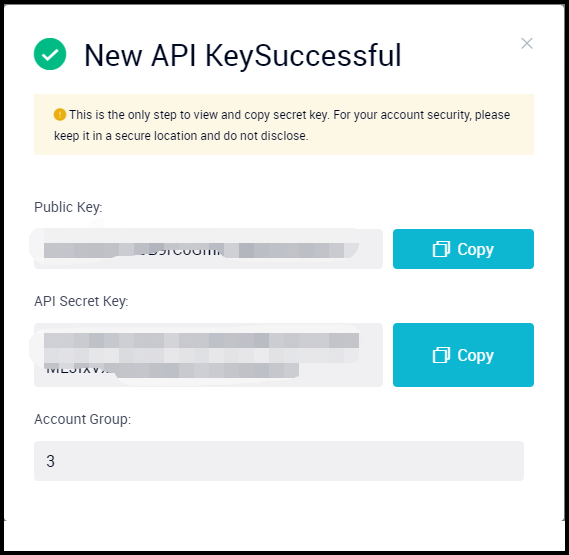 New API KeySuccessful
This is the only step to view and copy secret key. For your account security, please
keep it in a secure location and do not disclose.
Public Key:
Copy
API Secret Key:
Copy
Account Group:
3